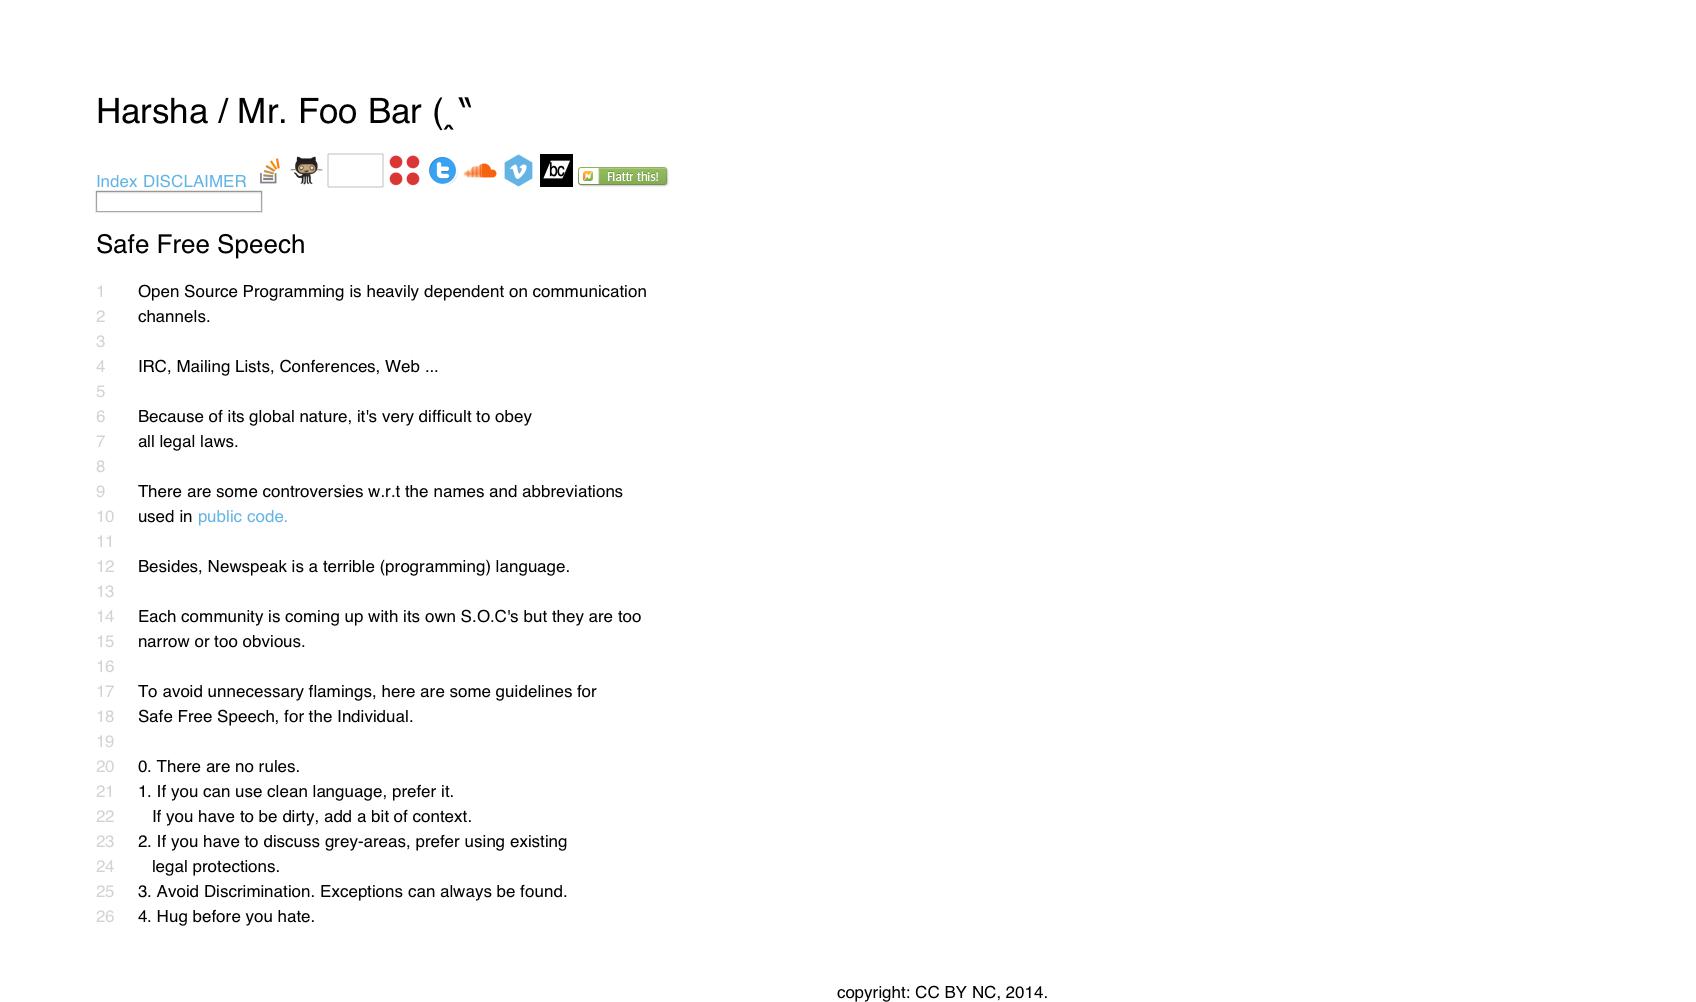 Harsha / Mr. Foo Bar (‸‶
Index DISCLAIMER bc Flattr this!
Safe Free Speech
1 Open Source Programming is heavily dependent on communication
2 channels.
3
4 IRC, Mailing Lists, Conferences, Web ...
5
6 Because of its global nature, it's very difficult to obey
7 all legal laws.
8
9 There are some controversies w.r.t the names and abbreviations
10 used in public code.
11
12 Besides, Newspeak is a terrible (programming) language.
13
14 Each community is coming up with its own S.O.C's but they are too
15 narrow or too obvious.
16
17 To avoid unnecessary flamings, here are some guidelines for
18 Safe Free Speech, for the Individual.
19
20 0. There are no rules.
21 1. If you can use clean language, prefer it.
22 If you have to be dirty, add a bit of context.
23 2. If you have to discuss grey-areas, prefer using existing
24 legal protections.
25 3. Avoid Discrimination. Exceptions can always be found.
26 4. Hug before you hate.
copyright: CC BY NC, 2014.